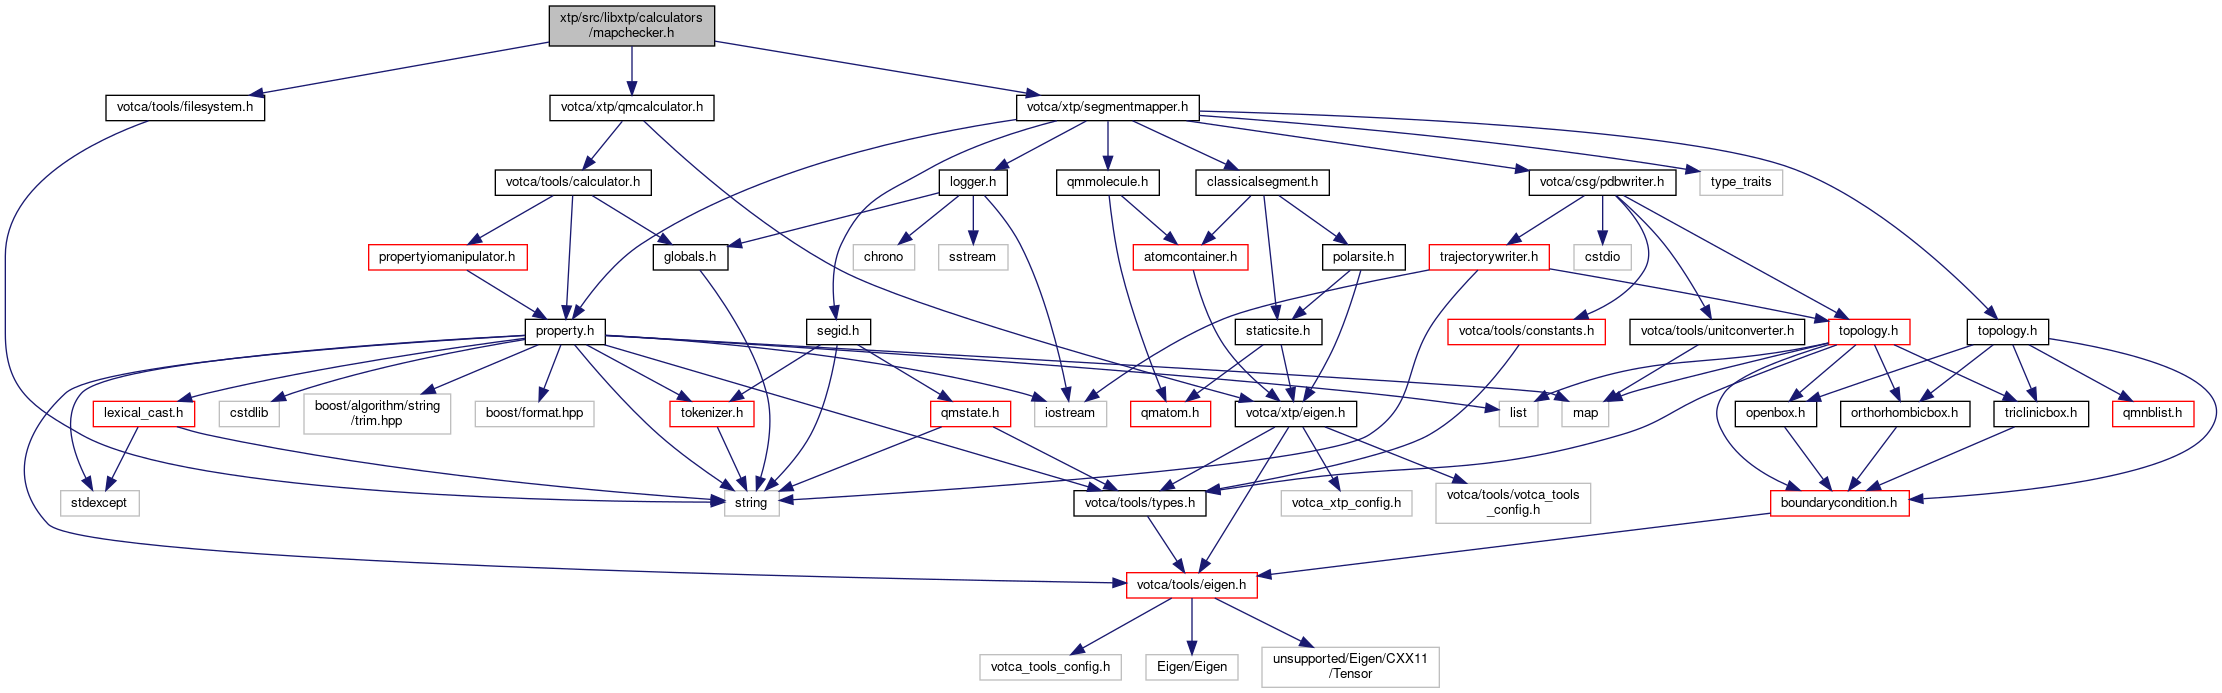 xtp/src/libxtp/calculators
/mapchecker.h
votca/tools/filesystem.h
votca/xtp/qmcalculator.h
votca/xtp/segmentmapper.h
votca/tools/calculator.h
logger.h
qmmolecule.h
classicalsegment.h
votca/csg/pdbwriter.h
type_traits
propertyiomanipulator.h
globals.h
chrono
sstream
atomcontainer.h
polarsite.h
trajectorywriter.h
cstdio
property.h
segid.h
staticsite.h
votca/tools/constants.h
votca/tools/unitconverter.h
topology.h
topology.h
lexical_cast.h
cstdlib
boost/algorithm/string
/trim.hpp
boost/format.hpp
tokenizer.h
qmstate.h
iostream
qmatom.h
votca/xtp/eigen.h
list
map
openbox.h
orthorhombicbox.h
triclinicbox.h
qmnblist.h
stdexcept
string
votca/tools/types.h
votca_xtp_config.h
votca/tools/votca_tools
_config.h
boundarycondition.h
votca/tools/eigen.h
votca_tools_config.h
Eigen/Eigen
unsupported/Eigen/CXX11
/Tensor